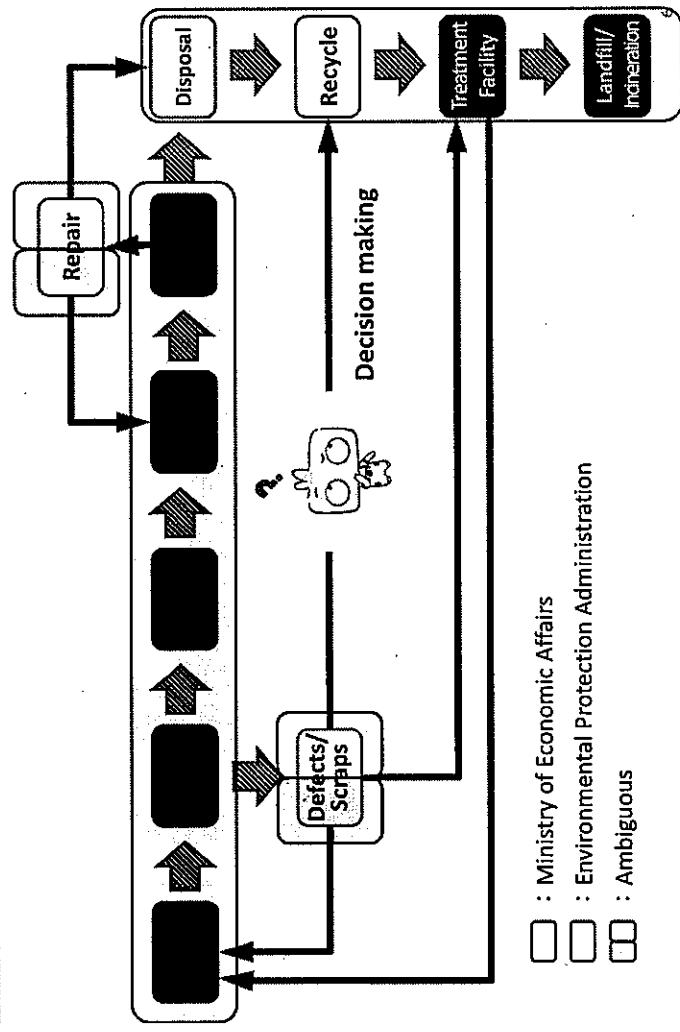 Repair
Disposal
Recycle
Treatment
Facility
Landfill/
Incineration
?..
Decision making
Defects/
Scraps
: Ministry of Economic Affairs
: Environmental Protection Administration
: Ambiguous